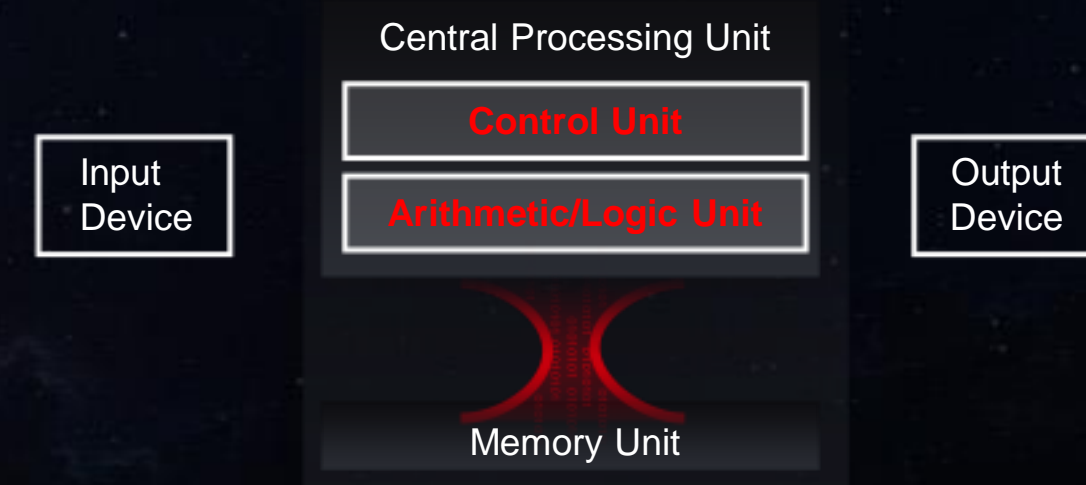 Central Processing Unit
Control Unit
Arithmetic/Logic Unit
Input
Device
Output
Device
Memory Unit